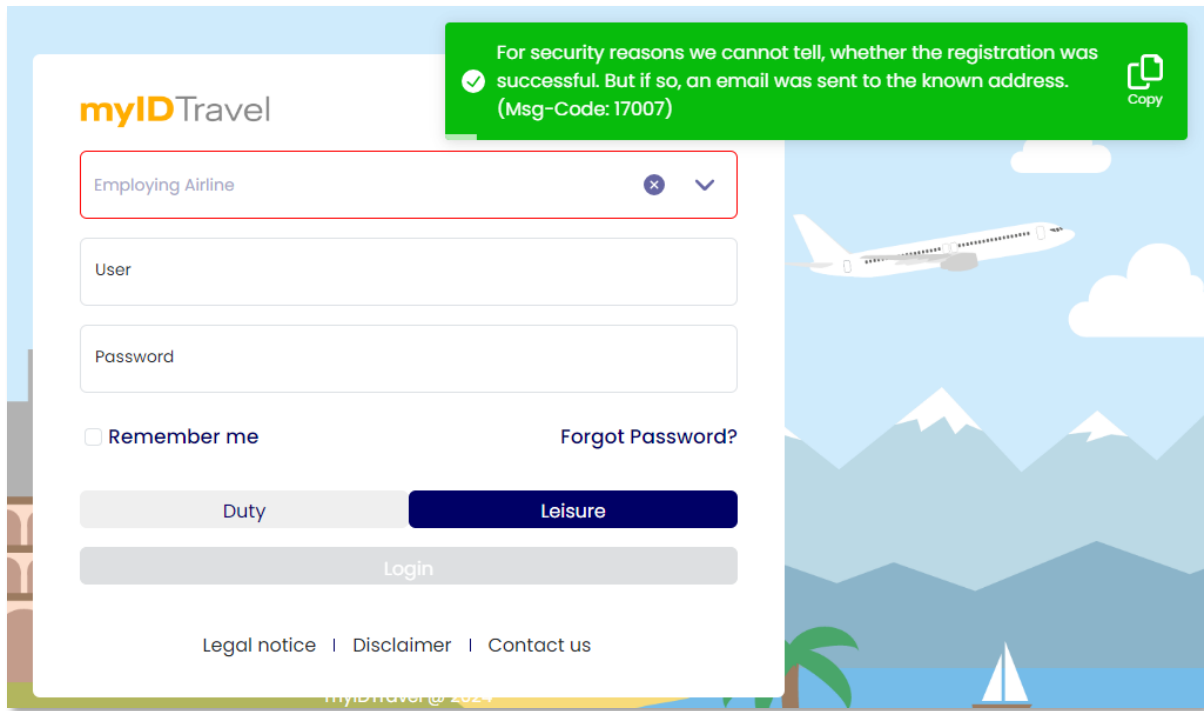 For security reasons we cannot tell, whether the registration was
successful. But if so, an email was sent to the known address.
(Msg-Code: 17007)
Copy
myIDTravel
Employing Airline
User
Password
Remember me
Forgot Password?
Duty
Leisure
Login
Legal notice | Disclaimer | Contact us
myIDTravel @ 2024